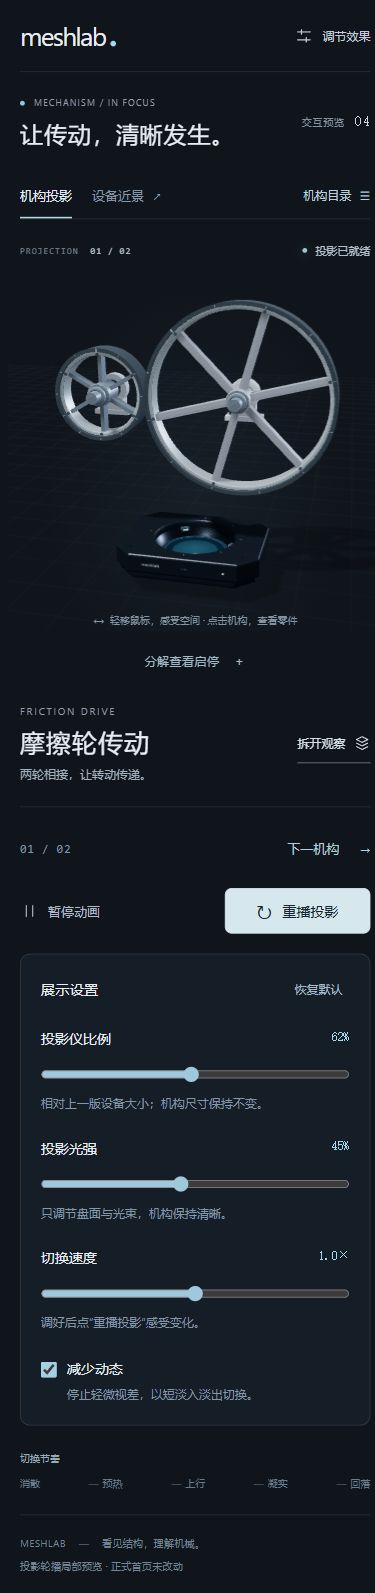 meshlab.
调节效果
MECHANISM / IN FOCUS
让传动，清晰发生。
交互预览 04
机构投影 设备近景 ↗
机构目录 ☰
PROJECTION 01 / 02
投影已就绪
↔ 轻移鼠标，感受空间 · 点击机构，查看零件
分解查看启停 +
FRICTION DRIVE
摩擦轮传动
拆开观察
两轮相接，让转动传递。
01 / 02
下一机构 →
暂停动画
重播投影
展示设置
恢复默认
投影仪比例 62%
相对上一版设备大小；机构尺寸保持不变。
投影光强 45%
只调节盘面与光束，机构保持清晰。
切换速度 1.0×
调好后点“重播投影”感受变化。
减少动态
停止轻微视差，以短淡入淡出切换。
切换节奏
消散 — 预热 — 上行 — 凝实 — 回落
MESHLAB — 看见结构，理解机械。
投影轮播局部预览 · 正式首页未改动